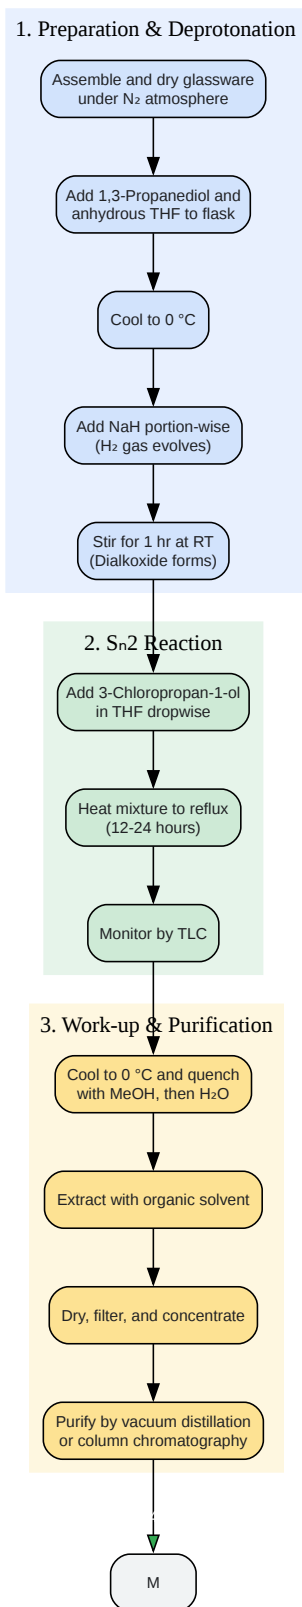 1. Preparation & Deprotonation
Assemble and dry glassware
under N₂ atmosphere
Add 1,3-Propanediol and
anhydrous THF to flask
Cool to 0 °C
Add NaH portion-wise
(H₂ gas evolves)
Stir for 1 hr at RT
(Dialkoxide forms)
2. Sₙ2 Reaction
Add 3-Chloropropan-1-ol
in THF dropwise
Heat mixture to reflux
(12-24 hours)
Monitor by TLC
3. Work-up & Purification
Cool to 0 °C and quench
with MeOH, then H₂O
Extract with organic solvent
Dry, filter, and concentrate
Purify by vacuum distillation
or column chromatography
M